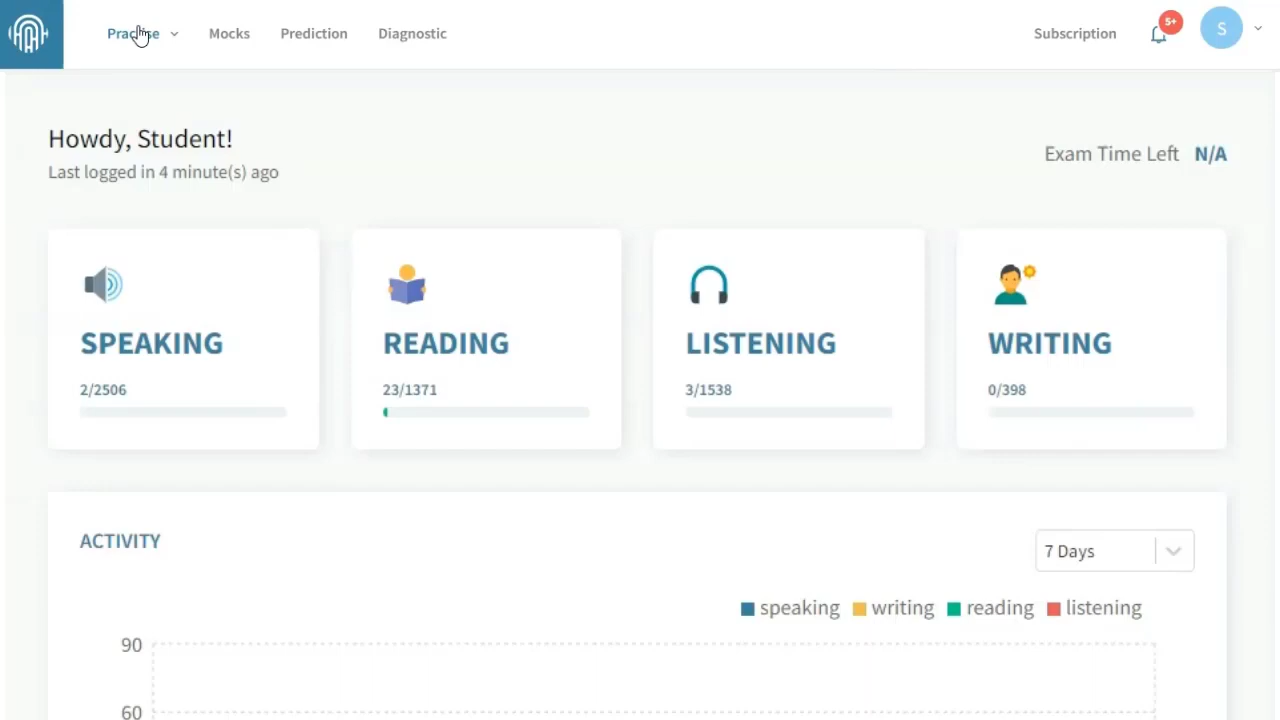 Practise Mocks Prediction Diagnostic Subscription 5+ S
Howdy, Student!
Last logged in 4 minute(s) ago
Exam Time Left N/A
SPEAKING
2/2506
READING
23/1371
LISTENING
3/1538
WRITING
0/398
ACTIVITY
7 Days
speaking writing reading listening
90
60